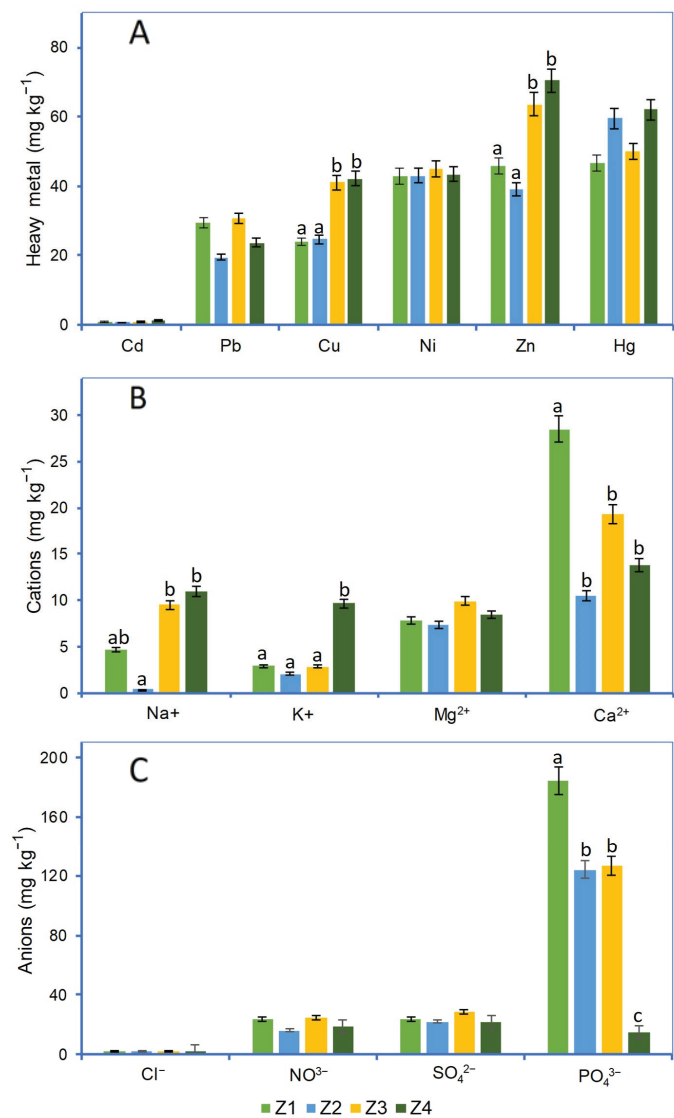 A
Heavy metal (mg kg⁻¹)
80
60
40
20
0
a a b b
a a b b
Cd Pb Cu Ni Zn Hg
B
Cations (mg kg⁻¹)
30
25
20
15
10
5
0
ab a b b
a a a b
a b b b
Na+ K+ Mg²⁺ Ca²⁺
C
Anions (mg kg⁻¹)
200
160
120
80
40
0
a b b c
Cl⁻ NO³⁻ SO₄²⁻ PO₄³⁻
Z1 Z2 Z3 Z4